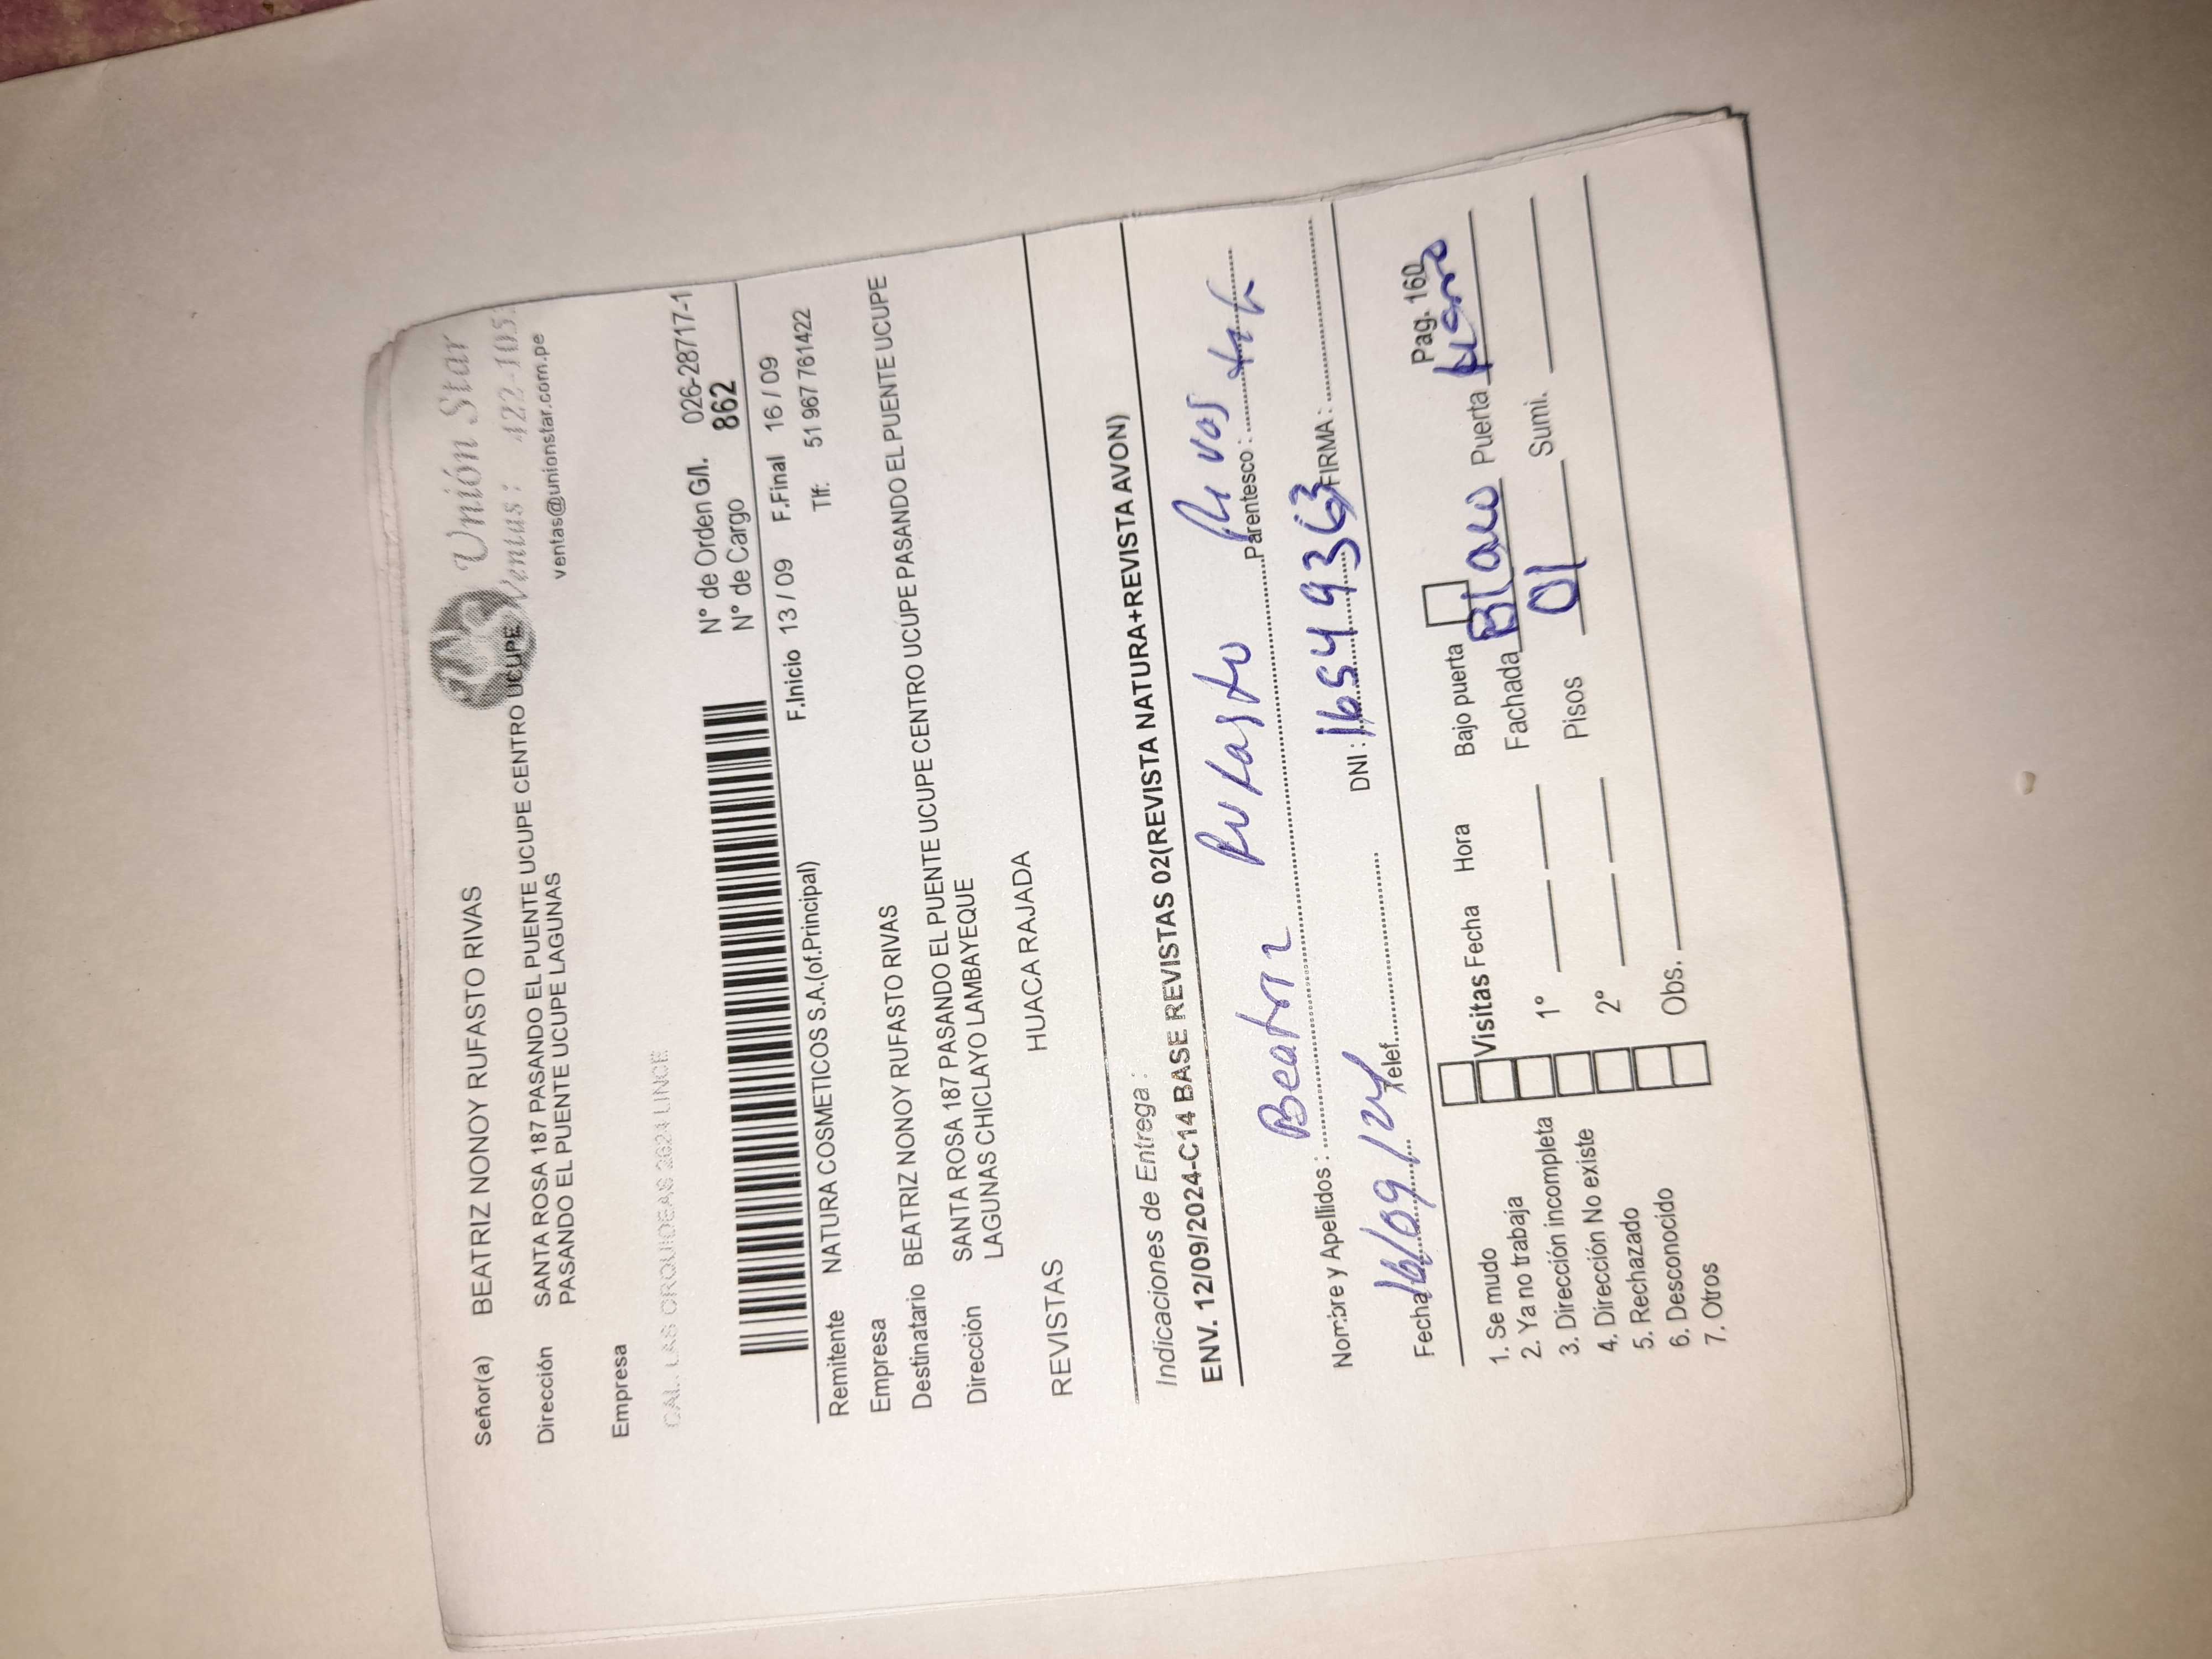 Unión Star
Ventas: 422-105
ventas@unionstar.com.pe
Señor(a) BEATRIZ NONOY RUFASTO RIVAS
Dirección SANTA ROSA 187 PASANDO EL PUENTE UCUPE CENTRO UCUPE
PASANDO EL PUENTE UCUPE LAGUNAS
Empresa
CAL. LAS ORQUIDEAS 2621 LINCE
N° de Orden G/I. 026-28717-1
N° de Cargo 862
F.Inicio 13 / 09 F.Final 16 / 09
Remitente NATURA COSMETICOS S.A.(of.Principal) Tlf. 51 967 761422
Empresa
Destinatario BEATRIZ NONOY RUFASTO RIVAS
Dirección SANTA ROSA 187 PASANDO EL PUENTE UCUPE CENTRO UCUPE PASANDO EL PUENTE UCUPE
LAGUNAS CHICLAYO LAMBAYEQUE
REVISTAS HUACA RAJADA
Indicaciones de Entrega :
ENV. 12/09/2024-C14 BASE REVISTAS 02(REVISTA NATURA+REVISTA AVON)
Nombre y Apellidos : Beatriz Rufasto Rivas Parentesco :
Fecha 16/09/24 Telef. DNI : 16549363 FIRMA :
Pag. 160
1. Se mudo Visitas Fecha Hora Bajo puerta
2. Ya no trabaja 1° Fachada Blanco Puerta
3. Dirección incompleta 2° Pisos 01 Sumi.
4. Dirección No existe Obs.
5. Rechazado
6. Desconocido
7. Otros